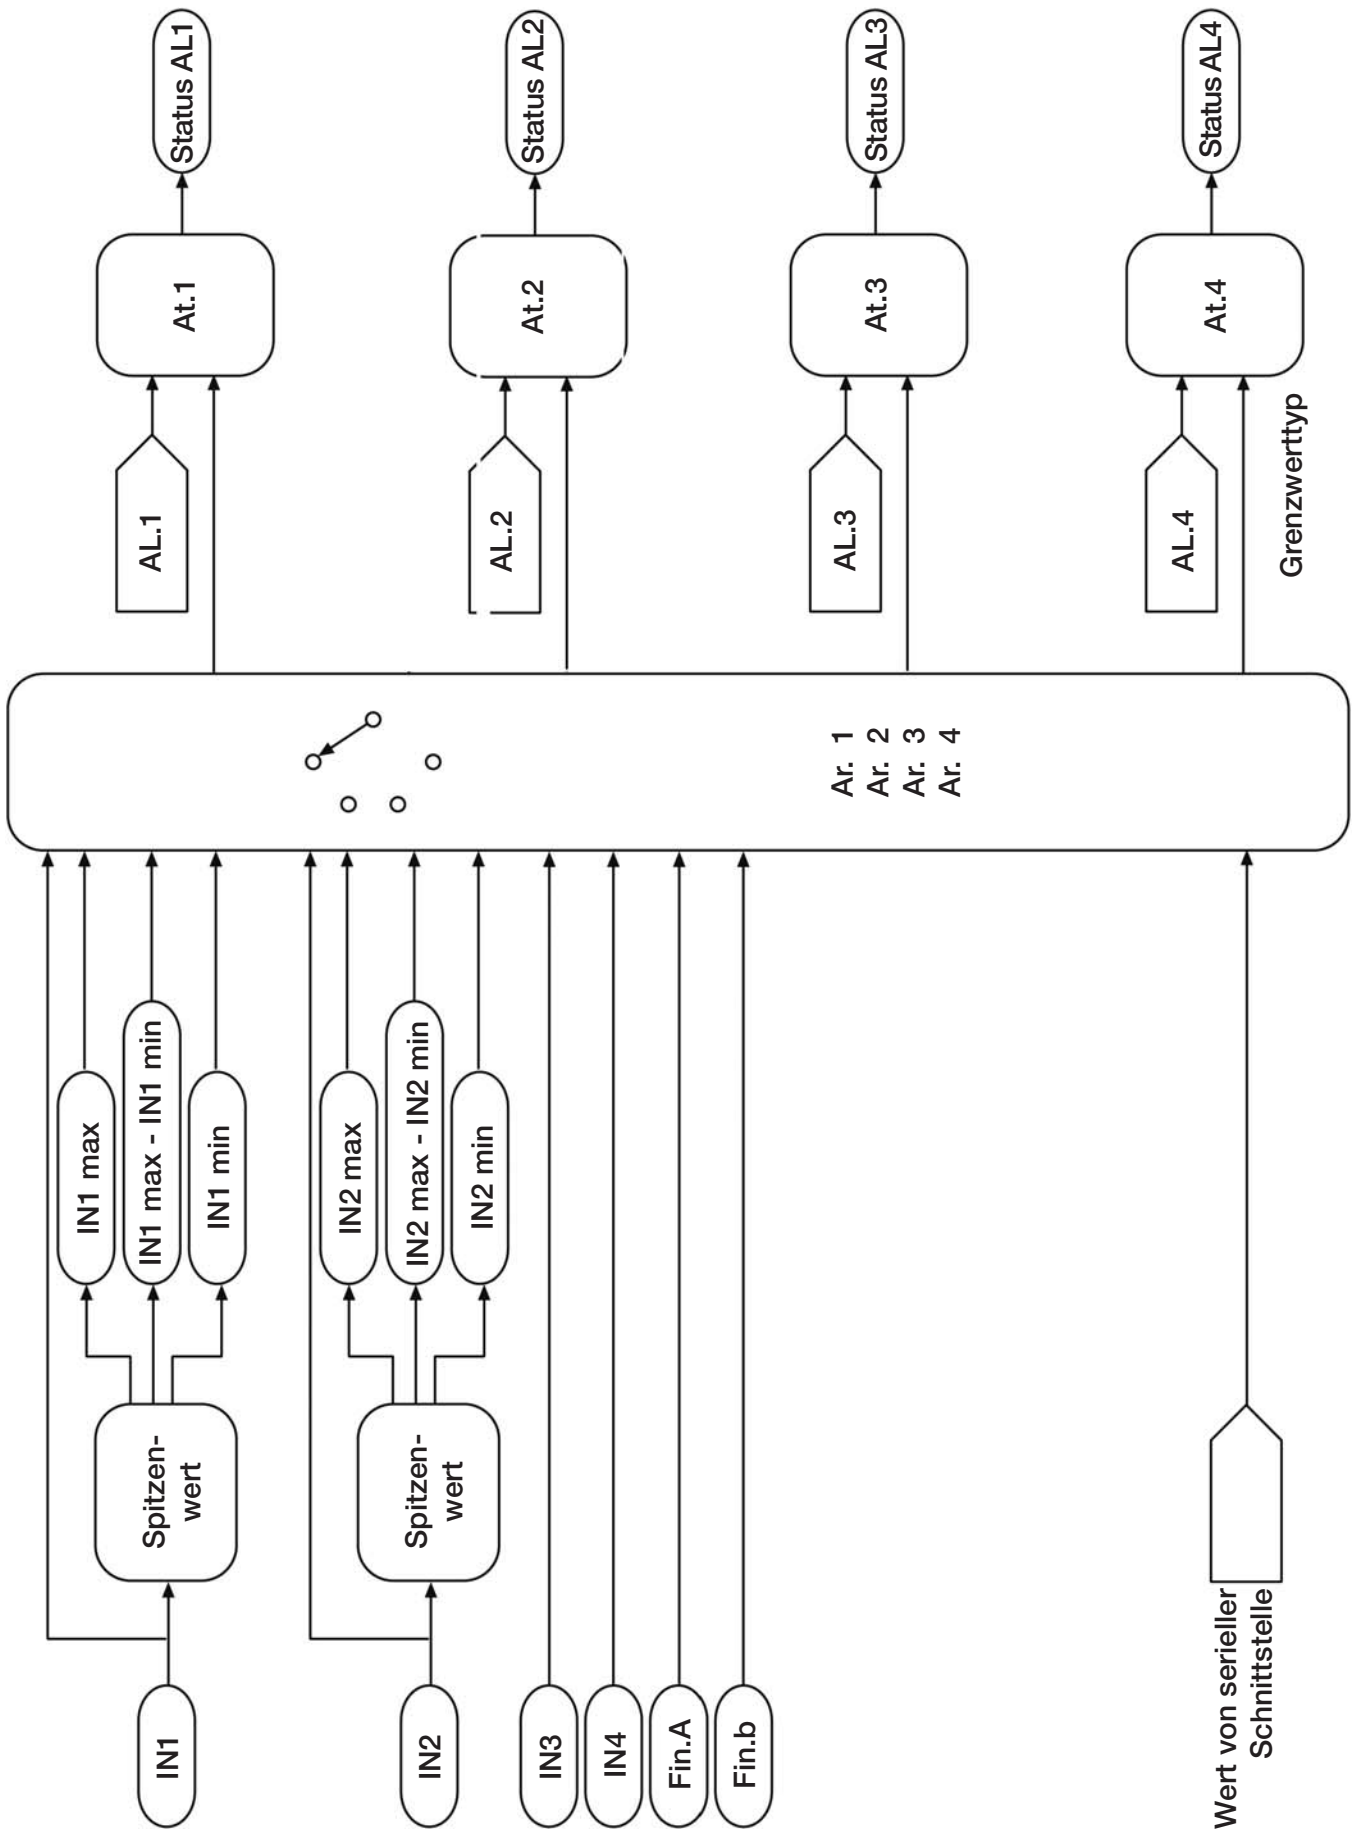 IN1
Spitzen-
wert
IN1 max
IN1 max - IN1 min
IN1 min
IN2
Spitzen-
wert
IN2 max
IN2 max - IN2 min
IN2 min
IN3
IN4
Fin.A
Fin.b
Wert von serieller
Schnittstelle
Ar. 1
Ar. 2
Ar. 3
Ar. 4
AL.1
At.1
Status AL1
AL.2
At.2
Status AL2
AL.3
At.3
Status AL3
AL.4
At.4
Status AL4
Grenzwerttyp